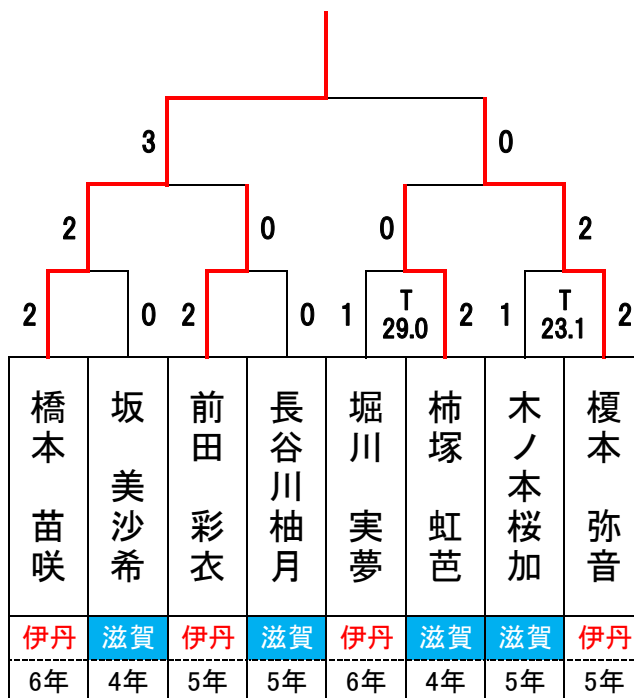 3 0
2 0 0 2
2 0 2 0 1 T 29.0 2 1 T 23.1 2
橋本 苗咲
坂 美沙希
前田 彩衣
長谷川柚月
堀川 実夢
柿塚 虹芭
木ノ本桜加
榎本 弥音
伊丹 滋賀 伊丹 滋賀 伊丹 滋賀 滋賀 伊丹
6年 4年 5年 5年 6年 4年 5年 5年